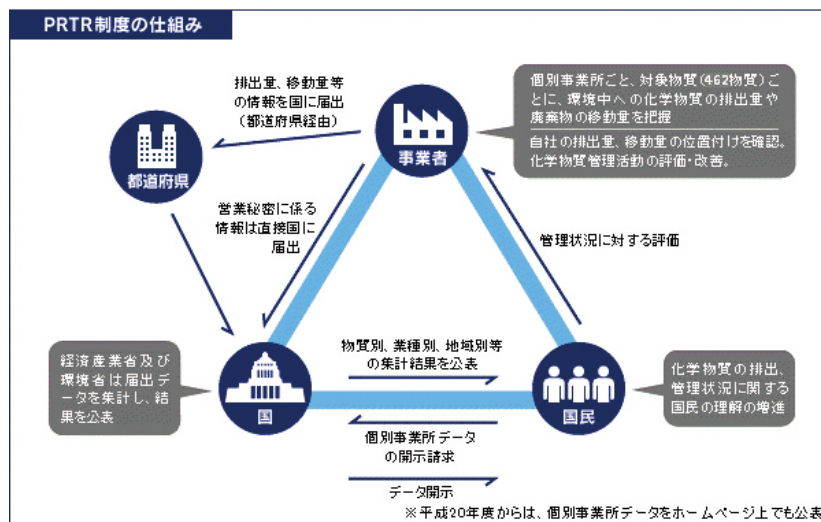 PRTR制度の仕組み
排出量、移動量等
の情報を国に届出
（都道府県経由）
事業者
個別事業所ごと、対象物質（462物質）ご
とに、環境中への化学物質の排出量や
廃棄物の移動量を把握
自社の排出量、移動量の位置付けを確認。
化学物質管理活動の評価・改善。
都道府県
営業秘密に係る
情報は直接国に
届出
管理状況に対する評価
経済産業省及び
環境省は届出デ
ータを集計し、結
果を公表
国
物質別、業種別、地域別等
の集計結果を公表
国民
化学物質の排出、
管理状況に関する
国民の理解の増進
個別事業所データ
の開示請求
データ開示
※平成20年度からは、個別事業所データをホームページ上でも公表